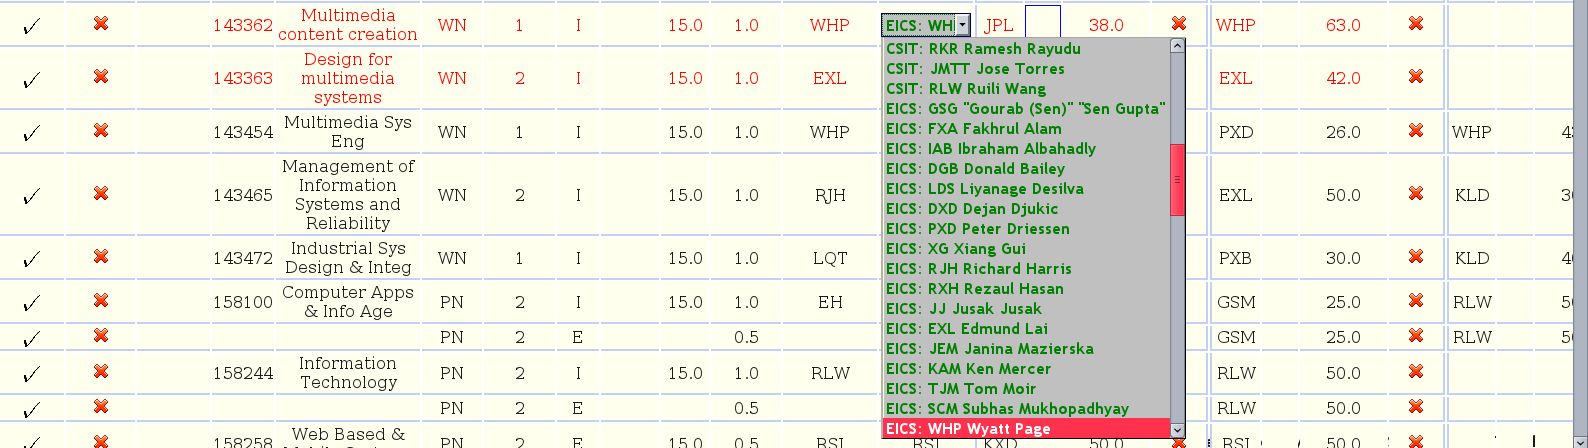 143362 Multimedia content creation WN 1 I 15.0 1.0 WHP EICS: WH JPL 38.0 WHP 63.0
143363 Design for multimedia systems WN 2 I 15.0 1.0 EXL EXL 42.0
143454 Multimedia Sys Eng WN 1 I 15.0 1.0 WHP PXD 26.0 WHP
143465 Management of Information Systems and Reliability WN 2 I 15.0 1.0 RJH EXL 50.0 KLD
143472 Industrial Sys Design & Integ WN 1 I 15.0 1.0 LQT PXB 30.0 KLD
158100 Computer Apps & Info Age PN 2 I 15.0 1.0 EH GSM 25.0 RLW
PN 2 E 0.5 GSM 25.0 RLW
158244 Information Technology PN 2 I 15.0 1.0 RLW RLW 50.0
PN 2 E 0.5 RLW 50.0
158258 Web Based & PN 2 E 15.0 0.5 BSL BSL KXD 50.0 BSL 50.0
CSIT: RKR Ramesh Rayudu
CSIT: JMTT Jose Torres
CSIT: RLW Ruili Wang
EICS: GSG "Gourab (Sen)" "Sen Gupta"
EICS: FXA Fakhrul Alam
EICS: IAB Ibraham Albahadly
EICS: DGB Donald Bailey
EICS: LDS Liyanage Desilva
EICS: DXD Dejan Djukic
EICS: PXD Peter Driessen
EICS: XG Xiang Gui
EICS: RJH Richard Harris
EICS: RXH Rezaul Hasan
EICS: JJ Jusak Jusak
EICS: EXL Edmund Lai
EICS: JEM Janina Mazierska
EICS: KAM Ken Mercer
EICS: TJM Tom Moir
EICS: SCM Subhas Mukhopadhyay
EICS: WHP Wyatt Page